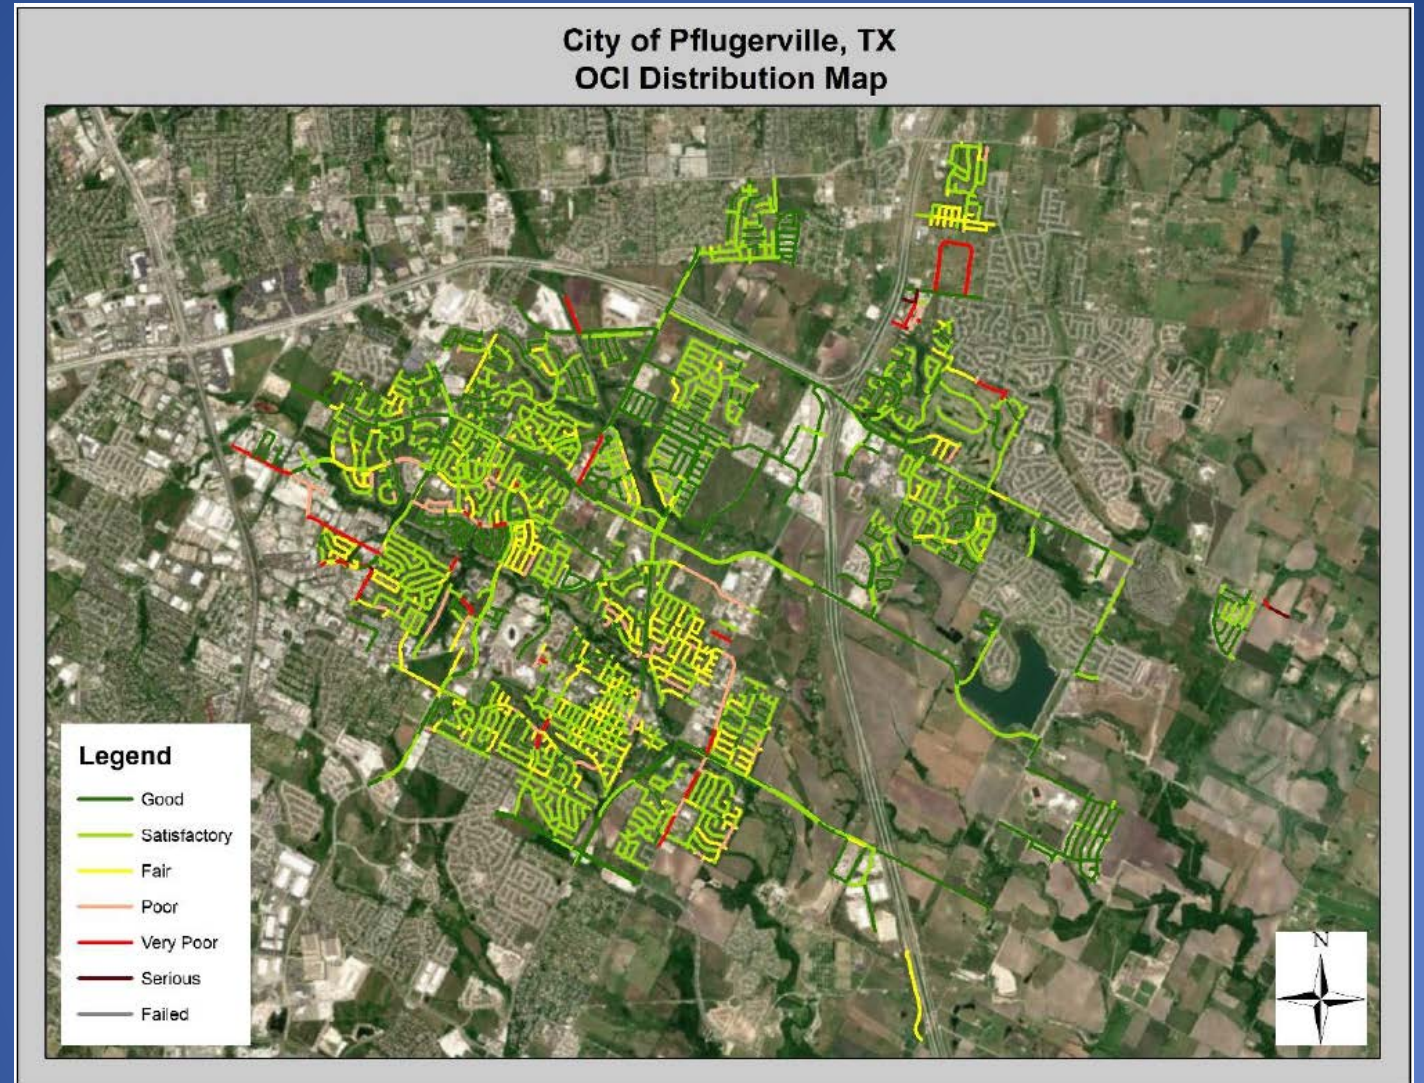 City of Pflugerville, TX
OCI Distribution Map
Legend
Good
Satisfactory
Fair
Poor
Very Poor
Serious
Failed
N